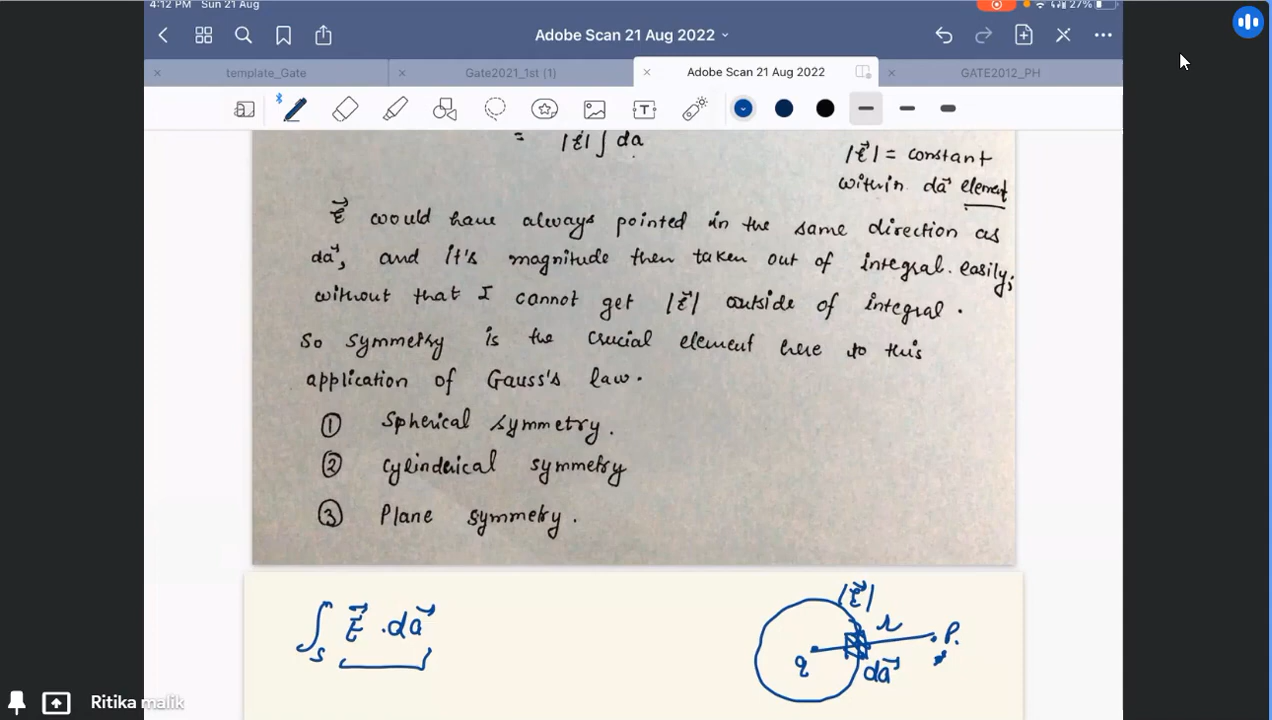 4:12 PM Sun 21 Aug
27%
Adobe Scan 21 Aug 2022
template_Gate
Gate2021_1st (1)
Adobe Scan 21 Aug 2022
GATE2012_PH
= |E⃗| ∫ da
|E⃗| = constant
within da⃗ element
E⃗ would have always pointed in the same direction as
da⃗, and it's magnitude then taken out of integral easily;
without that I cannot get |E⃗| outside of integral.
So symmetry is the crucial element here to this
application of Gauss's law.
① Spherical symmetry.
② cylinderical symmetry
③ Plane symmetry.
∫S E⃗ . da⃗
|E⃗|
r
P.
q
da⃗
Ritika malik